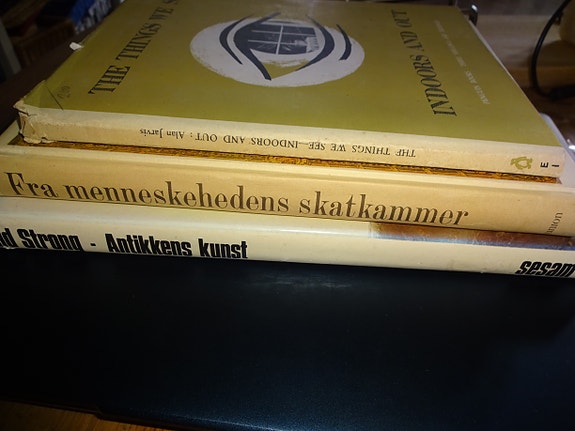 THE THINGS WE S
INDOORS AND OUT
THE THINGS WE SEE—INDOORS AND OUT : Alan Jarvis
E I
Fra menneskehedens skatkammer
d Strong - Antikkens kunst
sesam